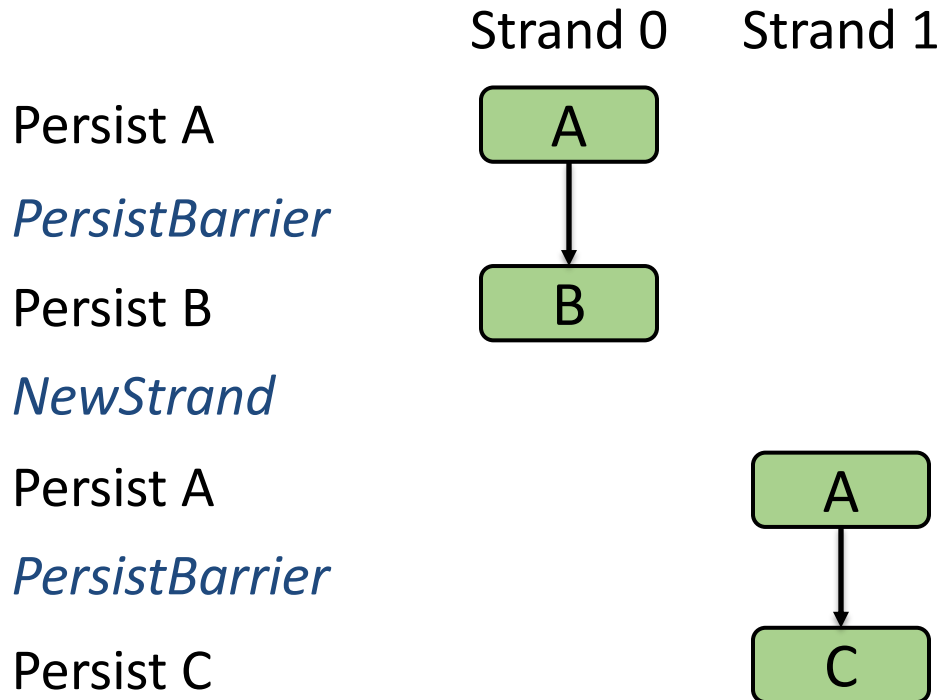 Strand 0 Strand 1
Persist A A
PersistBarrier
Persist B B
NewStrand
Persist A A
PersistBarrier
Persist C C